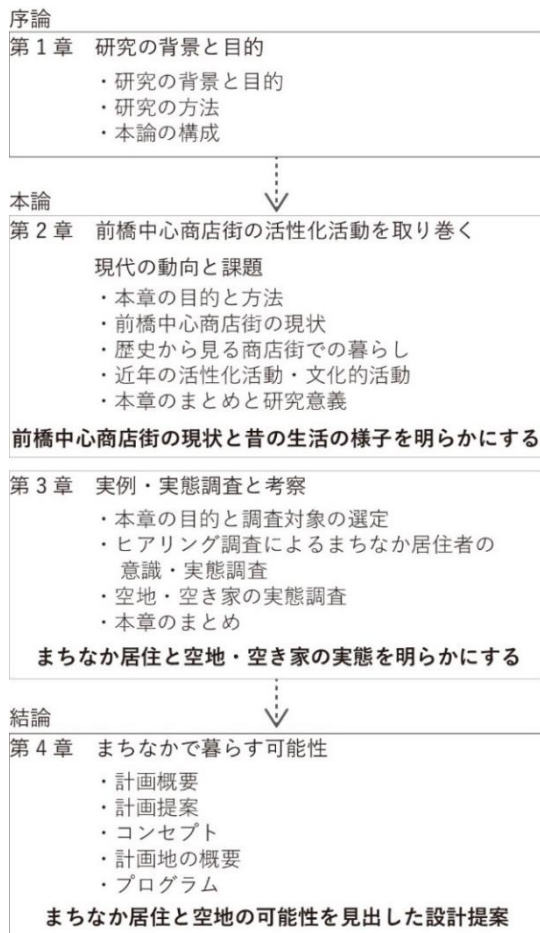 序論
第1章　研究の背景と目的
・研究の背景と目的
・研究の方法
・本論の構成
本論
第2章　前橋中心商店街の活性化活動を取り巻く
現代の動向と課題
・本章の目的と方法
・前橋中心商店街の現状
・歴史から見る商店街での暮らし
・近年の活性化活動・文化的活動
・本章のまとめと研究意義
前橋中心商店街の現状と昔の生活の様子を明らかにする
第3章　実例・実態調査と考察
・本章の目的と調査対象の選定
・ヒアリング調査によるまちなか居住者の
意識・実態調査
・空地・空き家の実態調査
・本章のまとめ
まちなか居住と空地・空き家の実態を明らかにする
結論
第4章　まちなかで暮らす可能性
・計画概要
・計画提案
・コンセプト
・計画地の概要
・プログラム
まちなか居住と空地の可能性を見出した設計提案